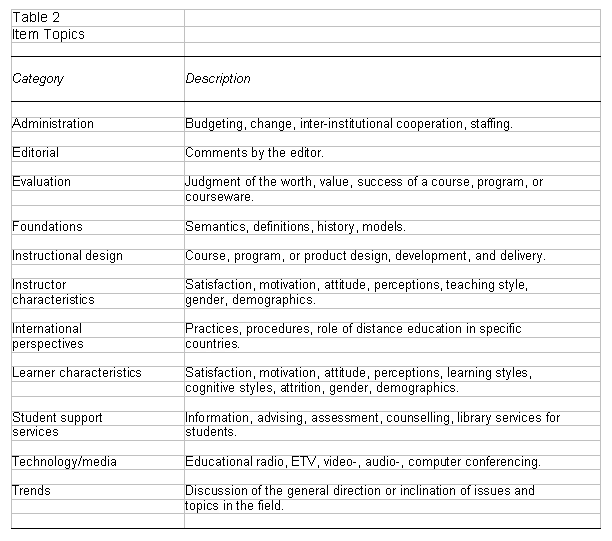 Table 2
Item Topics
Category Description
Administration Budgeting, change, inter-institutional cooperation, staffing.
Editorial Comments by the editor.
Evaluation Judgment of the worth, value, success of a course, program, or
courseware.
Foundations Semantics, definitions, history, models.
Instructional design Course, program, or product design, development, and delivery.
Instructor Satisfaction, motivation, attitude, perceptions, teaching style,
characteristics gender, demographics.
International Practices, procedures, role of distance education in specific
perspectives countries.
Learner characteristics Satisfaction, motivation, attitude, perceptions, learning styles,
cognitive styles, attrition, gender, demographics.
Student support Information, advising, assessment, counselling, library services for
services students.
Technology/media Educational radio, ETV, video-, audio-, computer conferencing.
Trends Discussion of the general direction or inclination of issues and
topics in the field.